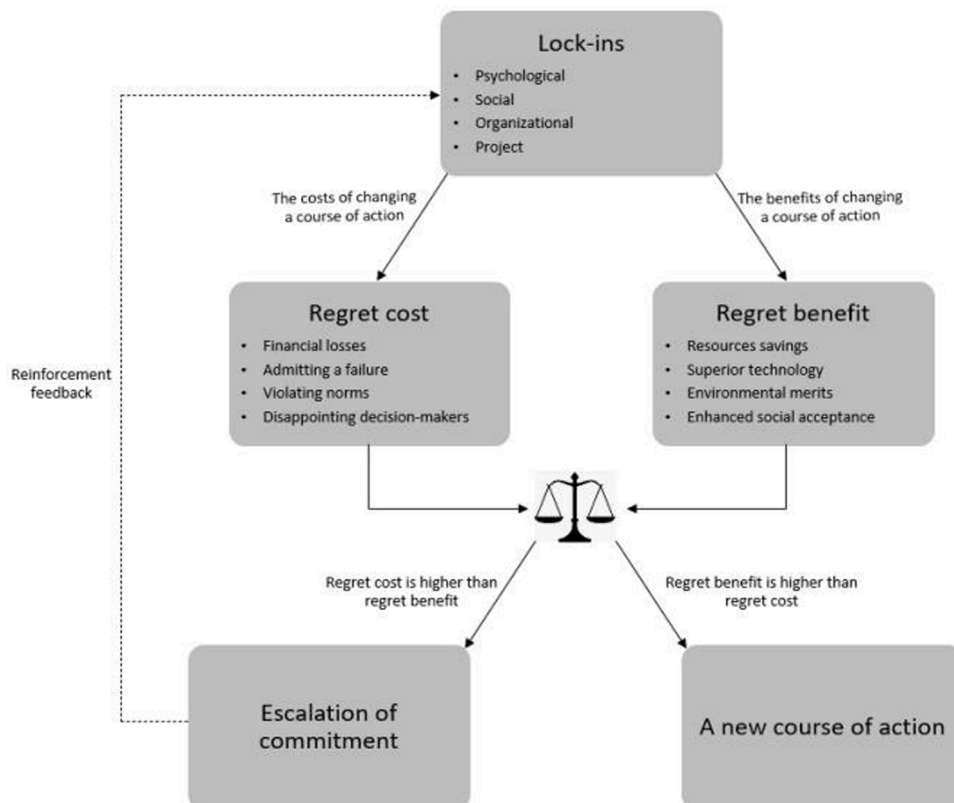 Lock-ins
• Psychological
• Social
• Organizational
• Project
The costs of changing
a course of action
The benefits of changing
a course of action
Regret cost
• Financial losses
• Admitting a failure
• Violating norms
• Disappointing decision-makers
Regret benefit
• Resources savings
• Superior technology
• Environmental merits
• Enhanced social acceptance
Reinforcement
feedback
Regret cost is higher than
regret benefit
Regret benefit is higher than
regret cost
Escalation of
commitment
A new course of action